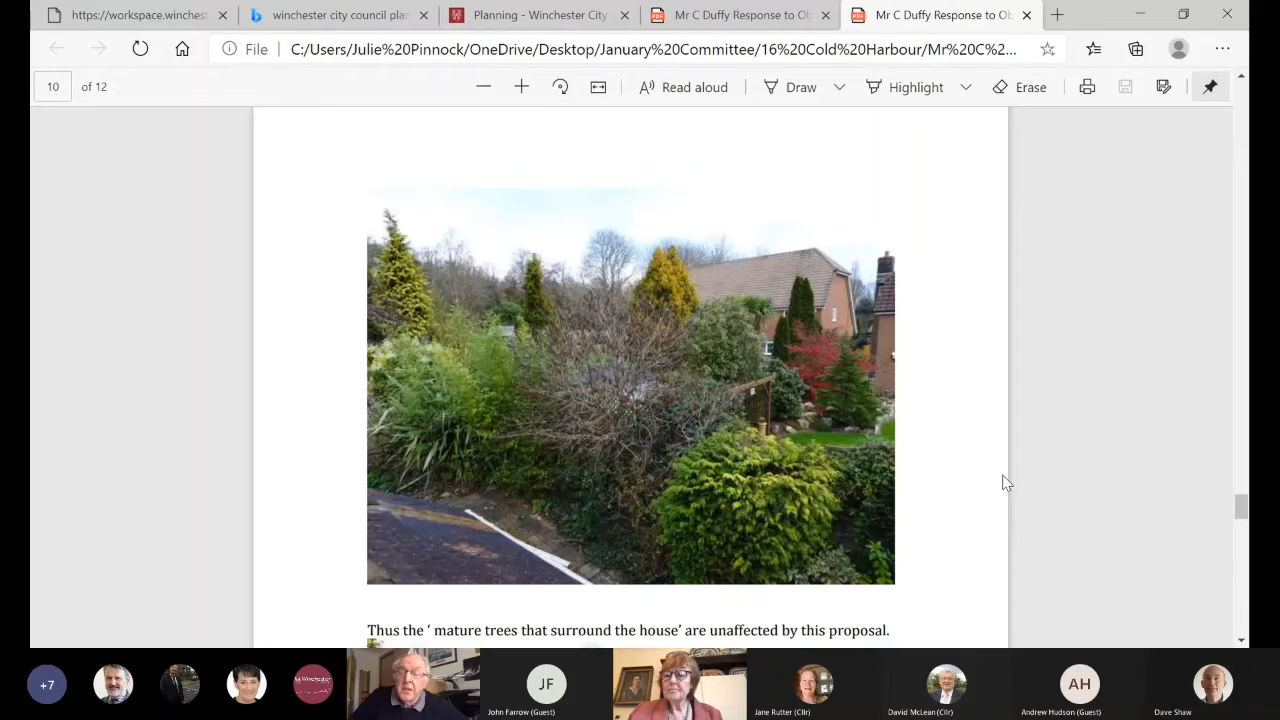 https://workspace.winchest
winchester city council plan
Planning - Winchester City
Mr C Duffy Response to Ob
Mr C Duffy Response to Ob
File
C:/Users/Julie%20Pinnock/OneDrive/Desktop/January%20Committee/16%20Cold%20Harbour/Mr%20C%2...
10 of 12
Read aloud
Draw
Highlight
Erase
Thus the ‘ mature trees that surround the house’ are unaffected by this proposal.
+7
Winchester
JF
AH
John Farrow (Guest)
Jane Rutter (Cllr)
David McLean (Cllr)
Andrew Hudson (Guest)
Dave Shaw